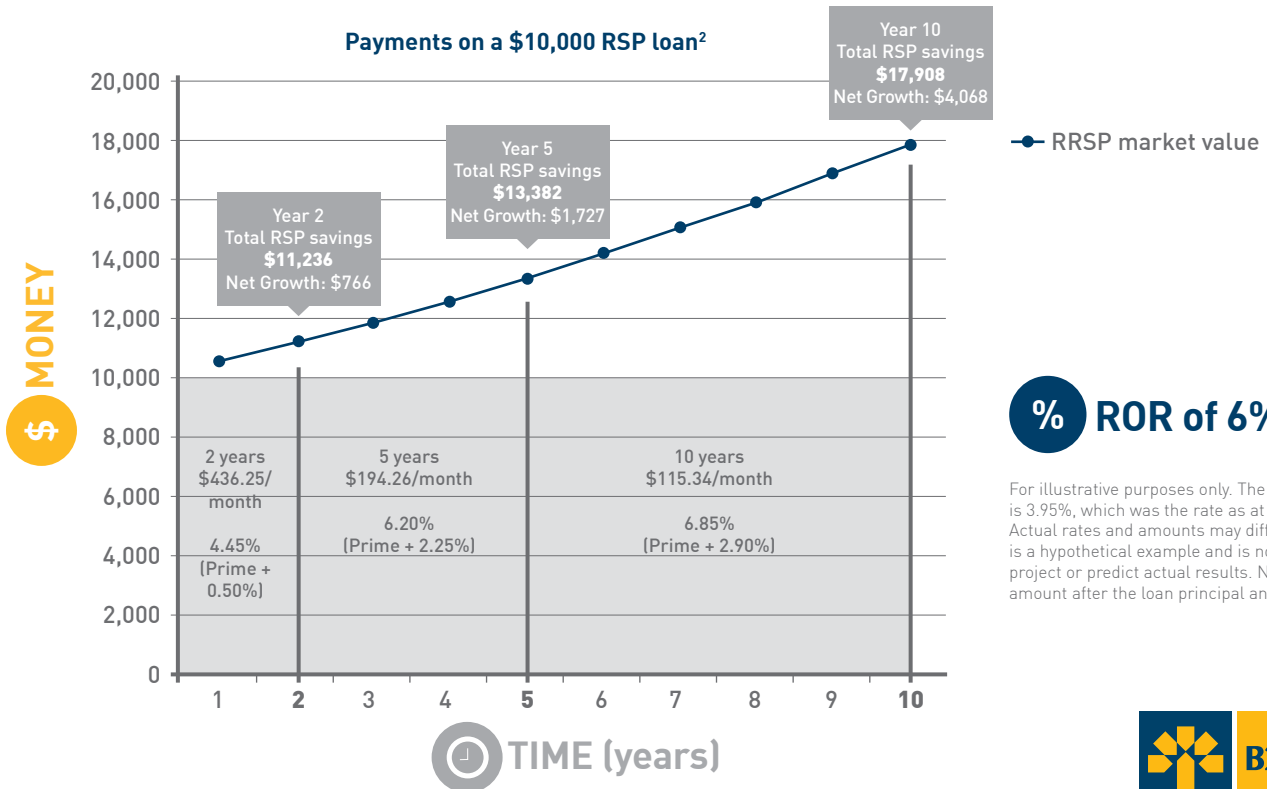 Payments on a $10,000 RSP loan2
20,000
18,000
16,000
14,000
12,000
10,000
8,000
6,000
4,000
2,000
0
$ MONEY
Year 2
Total RSP savings
$11,236
Net Growth: $766
Year 5
Total RSP savings
$13,382
Net Growth: $1,727
Year 10
Total RSP savings
$17,908
Net Growth: $4,068
RRSP market value
2 years
$436.25/
month
4.45%
(Prime +
0.50%)
5 years
$194.26/month
6.20%
(Prime + 2.25%)
10 years
$115.34/month
6.85%
(Prime + 2.90%)
1 2 3 4 5 6 7 8 9 10
TIME (years)
% ROR of 6%
For illustrative purposes only. The
is 3.95%, which was the rate as at
Actual rates and amounts may
is a hypothetical example and is
project or predict actual results.
amount after the loan principal